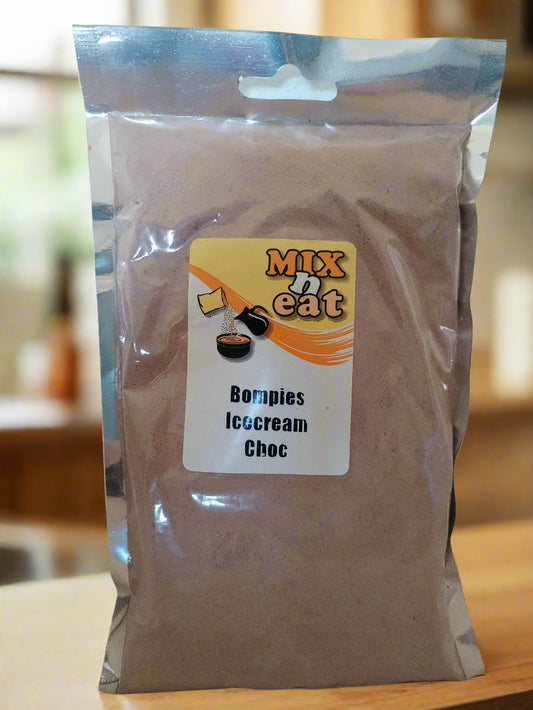 MIX
n
eat
Bompies
Icecream
Choc